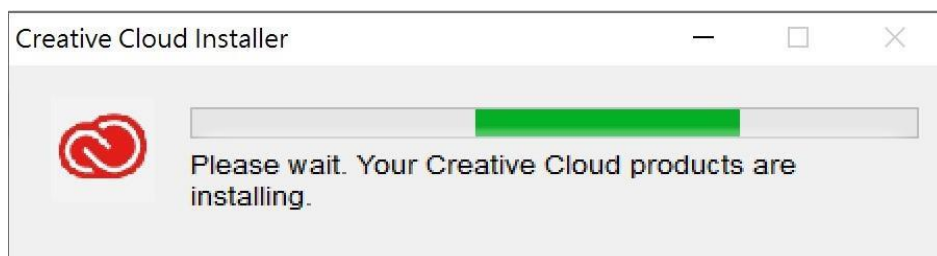 Creative Cloud Installer
Please wait. Your Creative Cloud products are
installing.